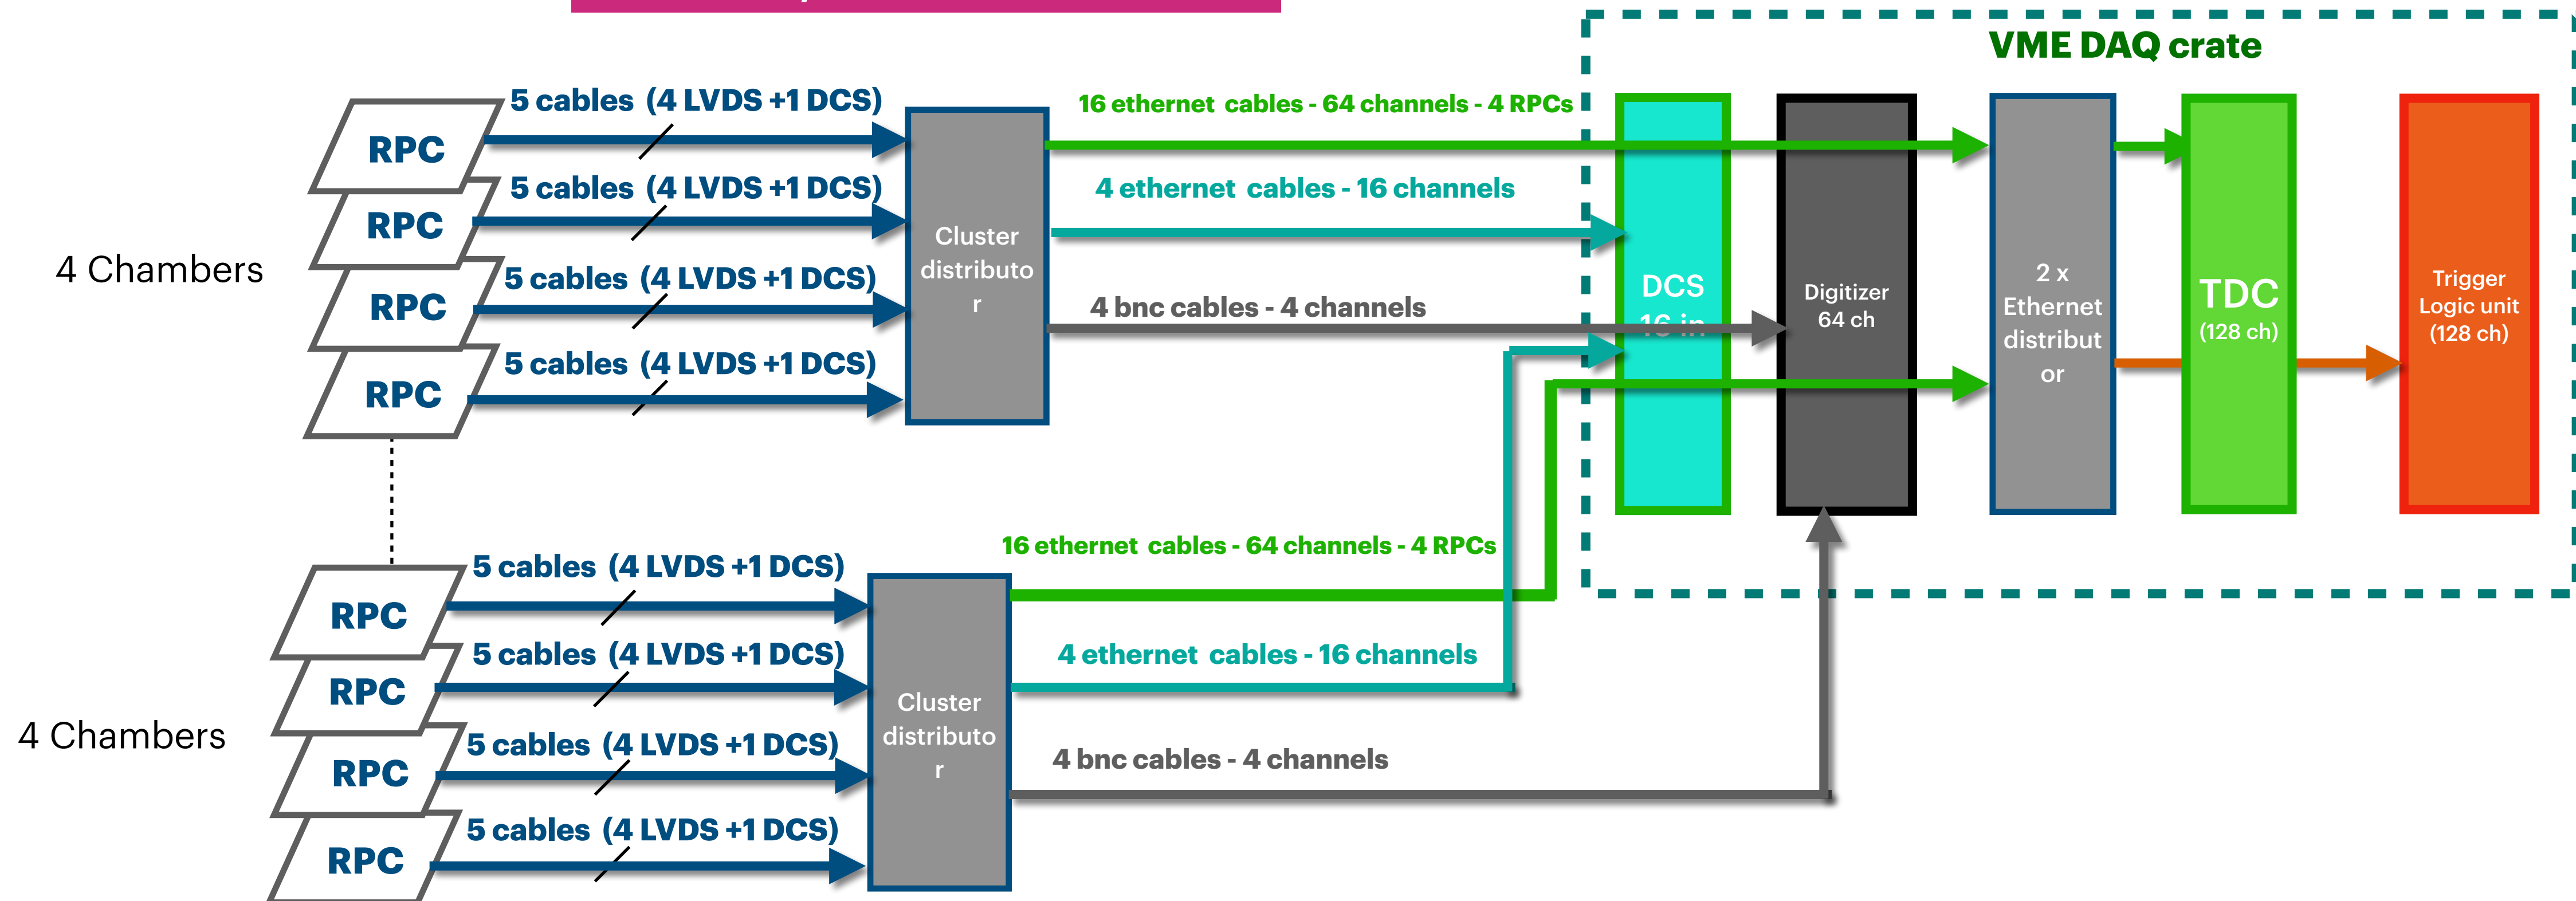 VME DAQ crate
5 cables (4 LVDS +1 DCS)
16 ethernet cables - 64 channels - 4 RPCs
RPC
5 cables (4 LVDS +1 DCS)
4 ethernet cables - 16 channels
RPC
4 Chambers
5 cables (4 LVDS +1 DCS)
RPC
4 bnc cables - 4 channels
5 cables (4 LVDS +1 DCS)
RPC
Cluster
distributo
r
DCS
16 in
Digitizer
64 ch
2 x
Ethernet
distribut
or
TDC
(128 ch)
Trigger
Logic unit
(128 ch)
16 ethernet cables - 64 channels - 4 RPCs
5 cables (4 LVDS +1 DCS)
RPC
5 cables (4 LVDS +1 DCS)
4 ethernet cables - 16 channels
RPC
4 Chambers
5 cables (4 LVDS +1 DCS)
RPC
4 bnc cables - 4 channels
5 cables (4 LVDS +1 DCS)
RPC
Cluster
distributo
r